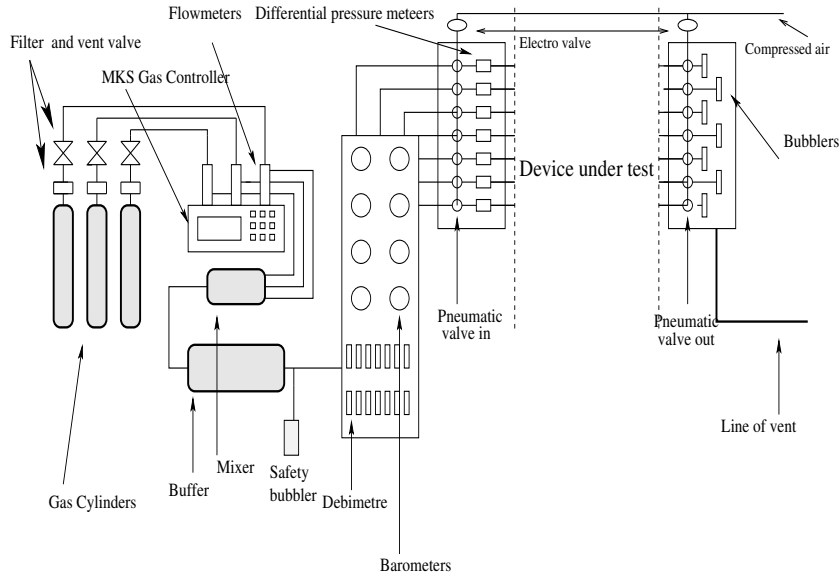 Flowmeters
Differential pressure meteers
Filter  and vent valve
Electro valve
Compressed air
MKS Gas Controller
Bubblers
Device under test
Pneumatic
valve in
Pneumatic
valve out
Line of vent
Mixer
Safety
bubbler
Buffer
Debimetre
Gas Cylinders
Barometers